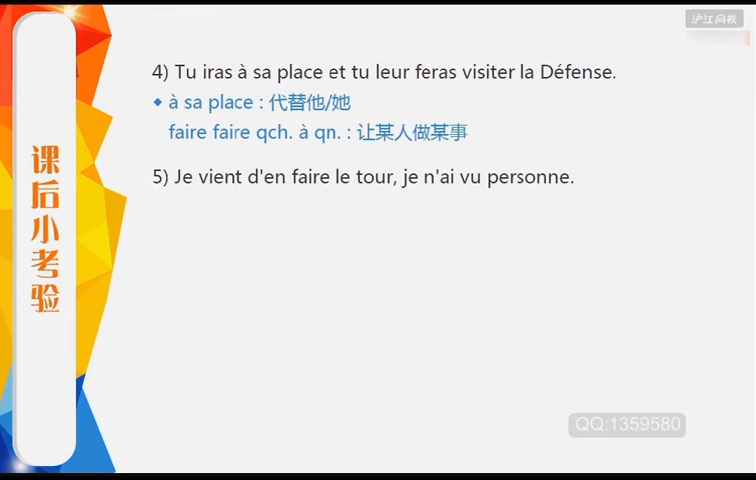 沪江网校
4) Tu iras à sa place et tu leur feras visiter la Défense.
à sa place : 代替他/她
faire faire qch. à qn. : 让某人做某事
5) Je vient d'en faire le tour, je n'ai vu personne.
课后小考验
QQ:1359580